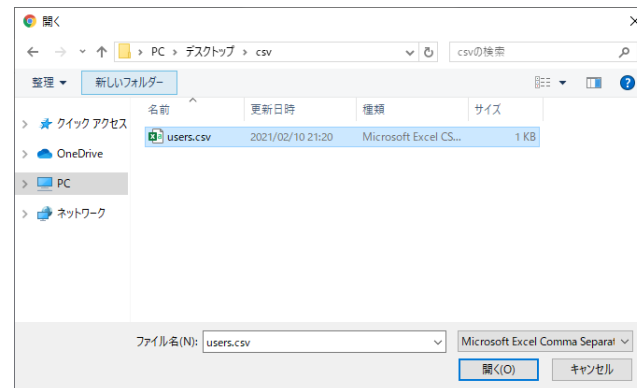 開く
PC > デスクトップ > csv
csvの検索
整理 新しいフォルダー
名前 更新日時 種類 サイズ
クイック アクセス
users.csv 2021/02/10 21:20 Microsoft Excel CS... 1 KB
OneDrive
PC
ネットワーク
ファイル名(N): users.csv
Microsoft Excel Comma Separat
開く(O) キャンセル